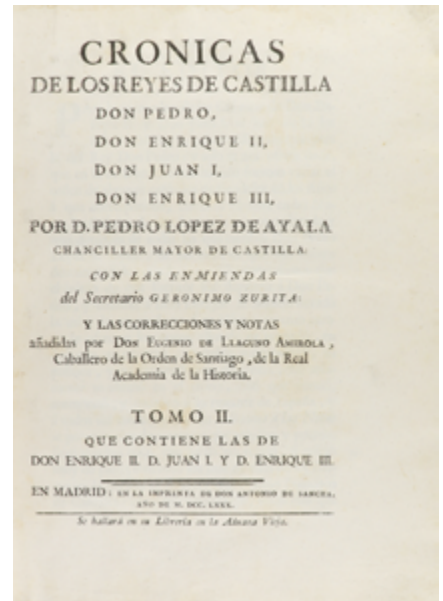 CRONICAS
DE LOS REYES DE CASTILLA
DON PEDRO,
DON ENRIQUE II,
DON JUAN I,
DON ENRIQUE III,
POR D. PEDRO LOPEZ DE AYALA
CHANCILLER MAYOR DE CASTILLA:
CON LAS ENMIENDAS
del Secretario GERONIMO ZURITA:
Y LAS CORRECCIONES Y NOTAS
añadidas por DON EUGENIO DE LLAGUNO AMIROLA,
Caballero de la Orden de Santiago, de la Real
Academia de la Historia.
TOMO II.
QUE CONTIENE LAS DE
DON ENRIQUE II. D. JUAN I. Y D. ENRIQUE III.
EN MADRID: EN LA IMPRENTA DE DON ANTONIO DE SANCHA,
AÑO DE M. DCC. LXXX.
Se hallará en su Librería en la Aduana Vieja.